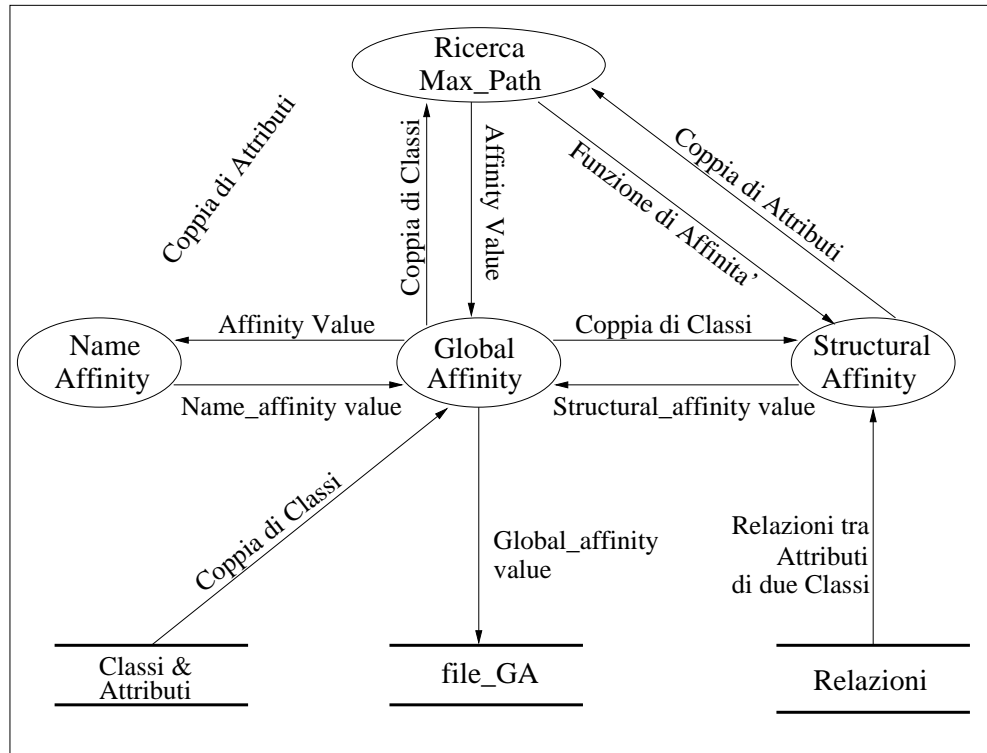 Ricerca
Max_Path
Coppia di Attributi
Coppia di Classi
Affinity Value
Funzione di Affinita’
Coppia di Attributi
Affinity Value
Coppia di Classi
Name
Affinity
Global
Affinity
Structural
Affinity
Name_affinity value
Structural_affinity value
Coppia di Classi
Global_affinity
value
Relazioni tra
Attributi
di due Classi
Classi &
Attributi
file_GA
Relazioni